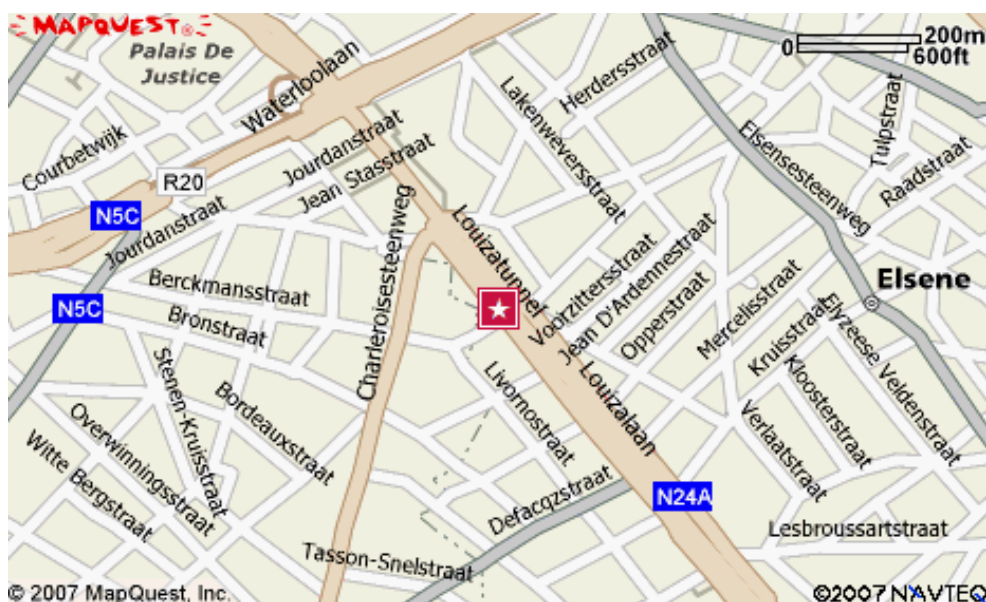 MAPQUEST®
Palais De
Justice
Waterloolaan
Courbetwijk
R20
N5C
Jourdanstraat
Jean Stasstraat
Jourdanstraat
Charleroisesteenweg
Lakenweversstraat
Herdersstraat
0 200m
600ft
Tulpstraat
Elsensesteenweg
Raadstraat
Louizatunnel
Berckmansstraat
N5C
Bronstraat
Voorzittersstraat
Jean D'Ardennestraat
Opperstraat
Mercelisstraat
Kruisstraat
Elsene
Elyzeese Veldenstraat
Stenen-Kruisstraat
Bordeauxstraat
Livornostraat
Louizalaan
Kloosterstraat
Verlaatstraat
Overwinningsstraat
Witte Bergstraat
Defacqzstraat
N24A
Lesbroussartstraat
Tasson-Snelstraat
© 2007 MapQuest, Inc.
©2007 NAVTEQ